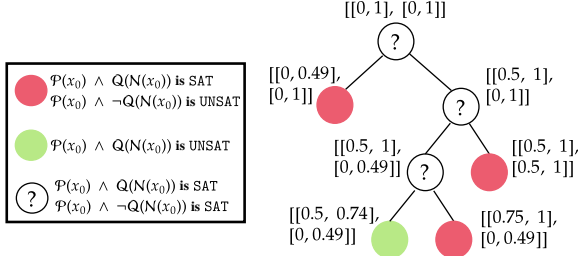 [[0, 1], [0, 1]]
?
[[0, 0.49],
[0, 1]]
[[0.5, 1],
[0, 1]]
?
[[0.5, 1],
[0, 0.49]]
?
[[0.5, 1],
[0.5, 1]]
[[0.5, 0.74],
[0, 0.49]]
[[0.75, 1],
[0, 0.49]]
𝒫(x₀) ∧ Q(N(x₀)) is SAT
𝒫(x₀) ∧ ¬Q(N(x₀)) is UNSAT
𝒫(x₀) ∧ Q(N(x₀)) is UNSAT
?
𝒫(x₀) ∧ Q(N(x₀)) is SAT
𝒫(x₀) ∧ ¬Q(N(x₀)) is SAT